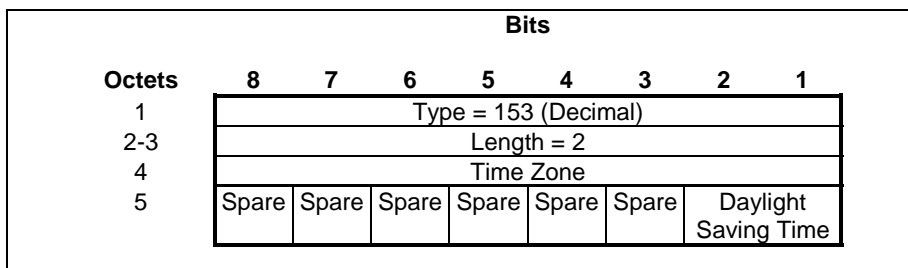 Bits
Octets 8 7 6 5 4 3 2 1
1 Type = 153 (Decimal)
2-3 Length = 2
4 Time Zone
5 Spare Spare Spare Spare Spare Spare Daylight
Saving Time